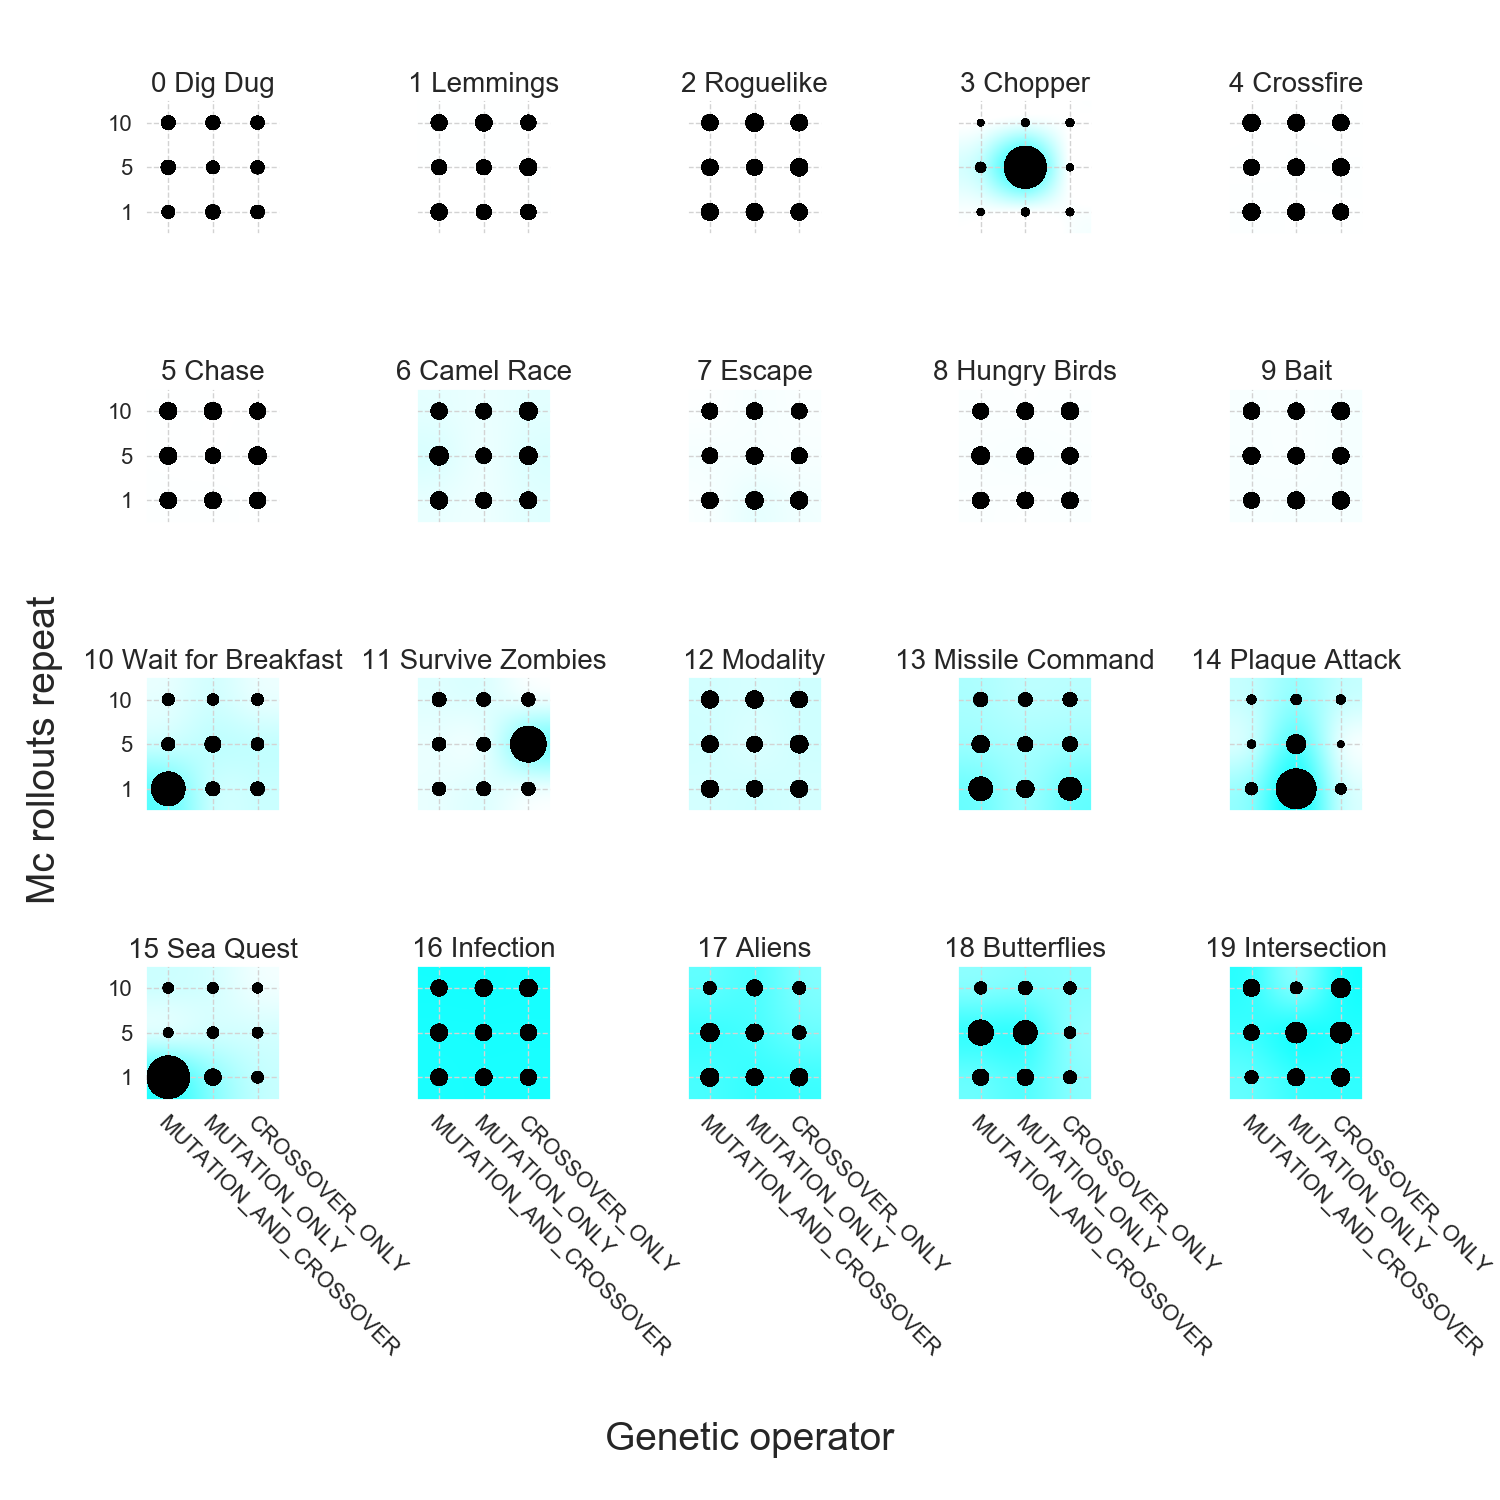 0 Dig Dug
1 Lemmings
2 Roguelike
3 Chopper
4 Crossfire
10
5
1
5 Chase
6 Camel Race
7 Escape
8 Hungry Birds
9 Bait
10
5
1
Mc rollouts repeat
10 Wait for Breakfast
11 Survive Zombies
12 Modality
13 Missile Command
14 Plaque Attack
10
5
1
15 Sea Quest
16 Infection
17 Aliens
18 Butterflies
19 Intersection
10
5
1
MUTATION_AND_CROSSOVER
MUTATION_ONLY
CROSSOVER_ONLY
MUTATION_AND_CROSSOVER
MUTATION_ONLY
CROSSOVER_ONLY
MUTATION_AND_CROSSOVER
MUTATION_ONLY
CROSSOVER_ONLY
MUTATION_AND_CROSSOVER
MUTATION_ONLY
CROSSOVER_ONLY
MUTATION_AND_CROSSOVER
MUTATION_ONLY
CROSSOVER_ONLY
Genetic operator